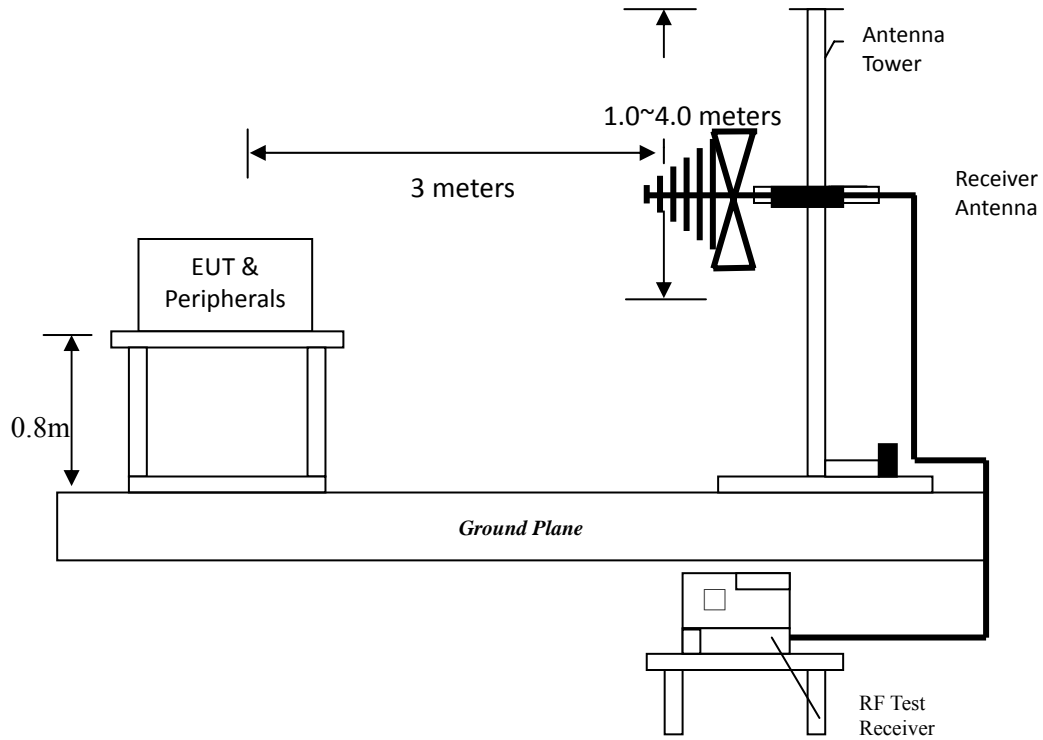 Antenna
Tower
1.0~4.0 meters
3 meters
Receiver
Antenna
EUT &
Peripherals
0.8m
Ground Plane
RF Test
Receiver